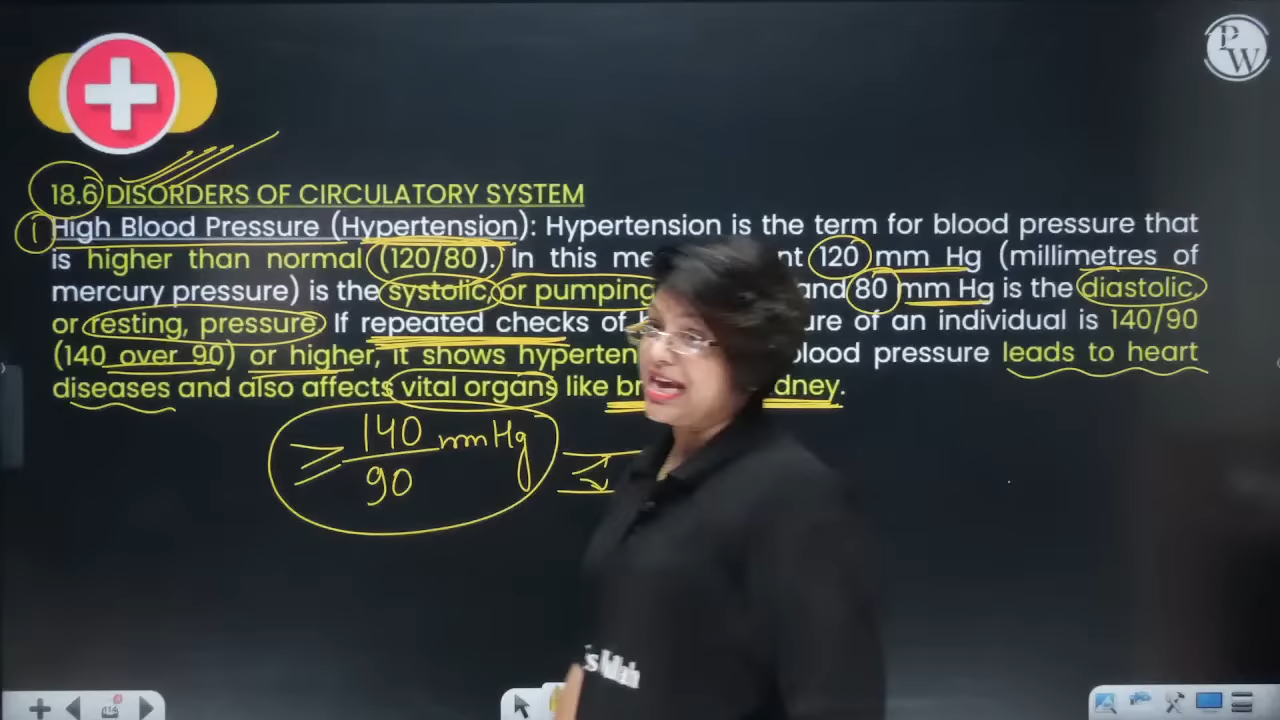 PW
18.6 DISORDERS OF CIRCULATORY SYSTEM
1 High Blood Pressure (Hypertension): Hypertension is the term for blood pressure that
is higher than normal (120/80). In this me nt 120 mm Hg (millimetres of
mercury pressure) is the systolic, or pumping and 80 mm Hg is the diastolic,
or resting, pressure. If repeated checks of ure of an individual is 140/90
(140 over 90) or higher, it shows hyperten blood pressure leads to heart
diseases and also affects vital organs like br dney.
≥ 140 mmHg
90
114